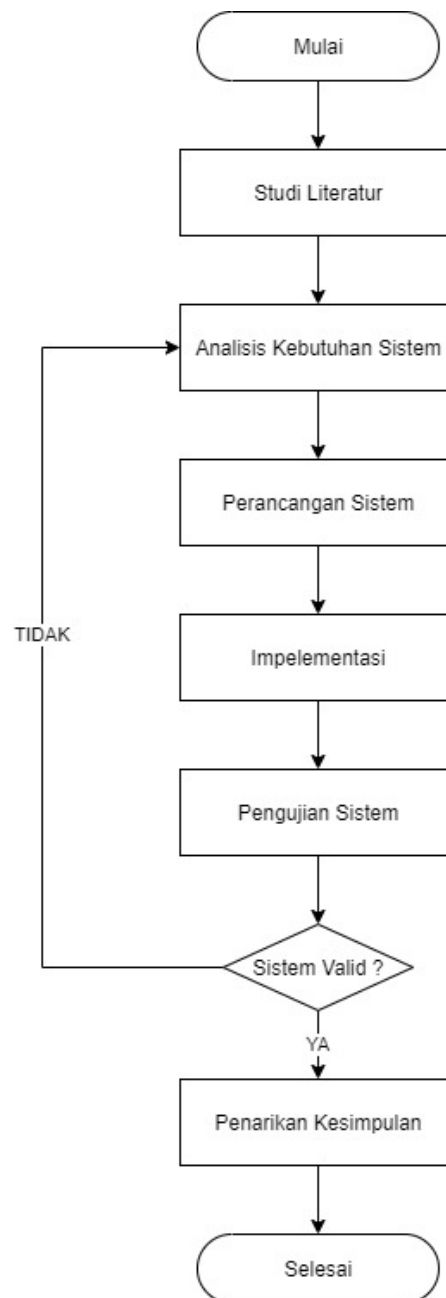 Mulai
Studi Literatur
Analisis Kebutuhan Sistem
Perancangan Sistem
TIDAK
Impelementasi
Pengujian Sistem
Sistem Valid ?
YA
Penarikan Kesimpulan
Selesai